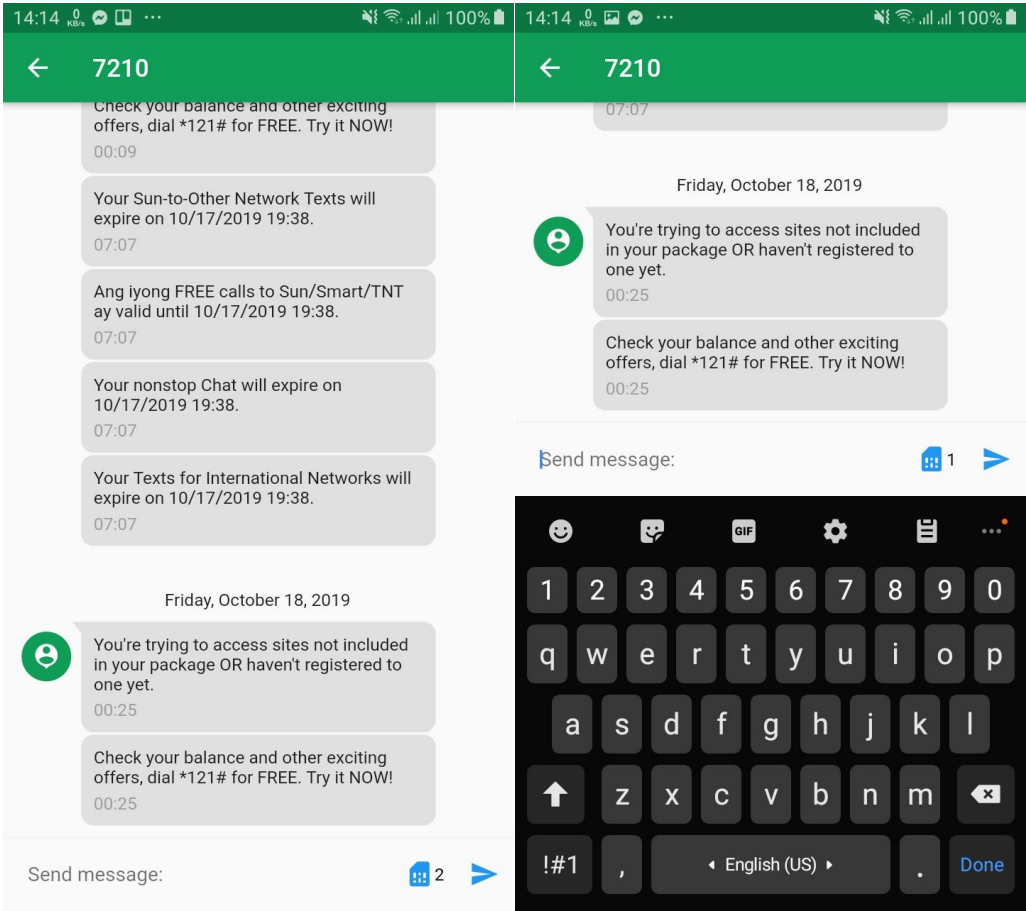 14:14 0 KB/s ··· 100%
7210
Check your balance and other exciting
offers, dial *121# for FREE. Try it NOW!
00:09
Your Sun-to-Other Network Texts will
expire on 10/17/2019 19:38.
07:07
Ang iyong FREE calls to Sun/Smart/TNT
ay valid until 10/17/2019 19:38.
07:07
Your nonstop Chat will expire on
10/17/2019 19:38.
07:07
Your Texts for International Networks will
expire on 10/17/2019 19:38.
07:07
Friday, October 18, 2019
You're trying to access sites not included
in your package OR haven't registered to
one yet.
00:25
Check your balance and other exciting
offers, dial *121# for FREE. Try it NOW!
00:25
Send message:
2
14:14 0 KB/s ··· 100%
7210
07:07
Friday, October 18, 2019
You're trying to access sites not included
in your package OR haven't registered to
one yet.
00:25
Check your balance and other exciting
offers, dial *121# for FREE. Try it NOW!
00:25
Send message:
1
GIF
1 2 3 4 5 6 7 8 9 0
q w e r t y u i o p
a s d f g h j k l
z x c v b n m
!#1 , English (US) . Done